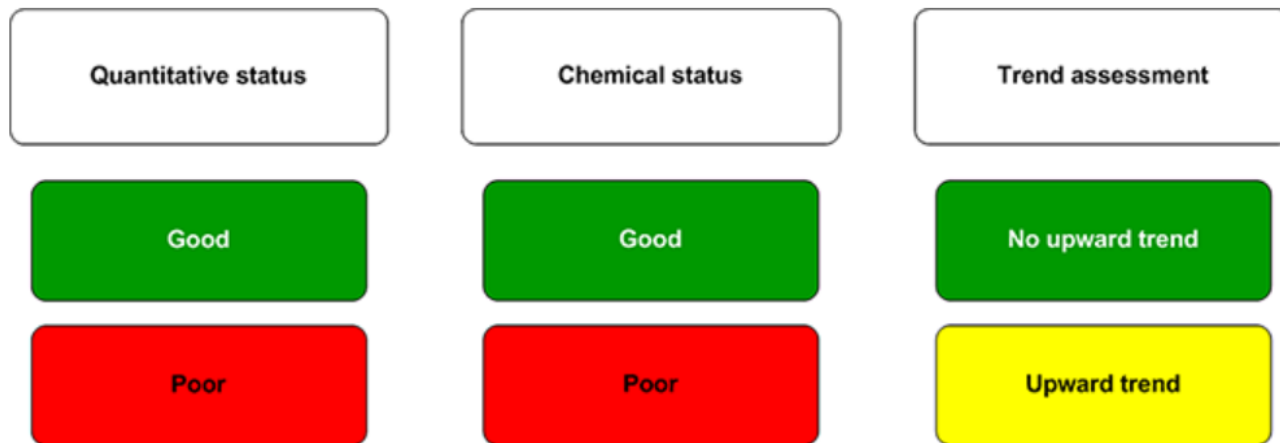 Quantitative status
Chemical status
Trend assessment
Good
Good
No upward trend
Poor
Poor
Upward trend